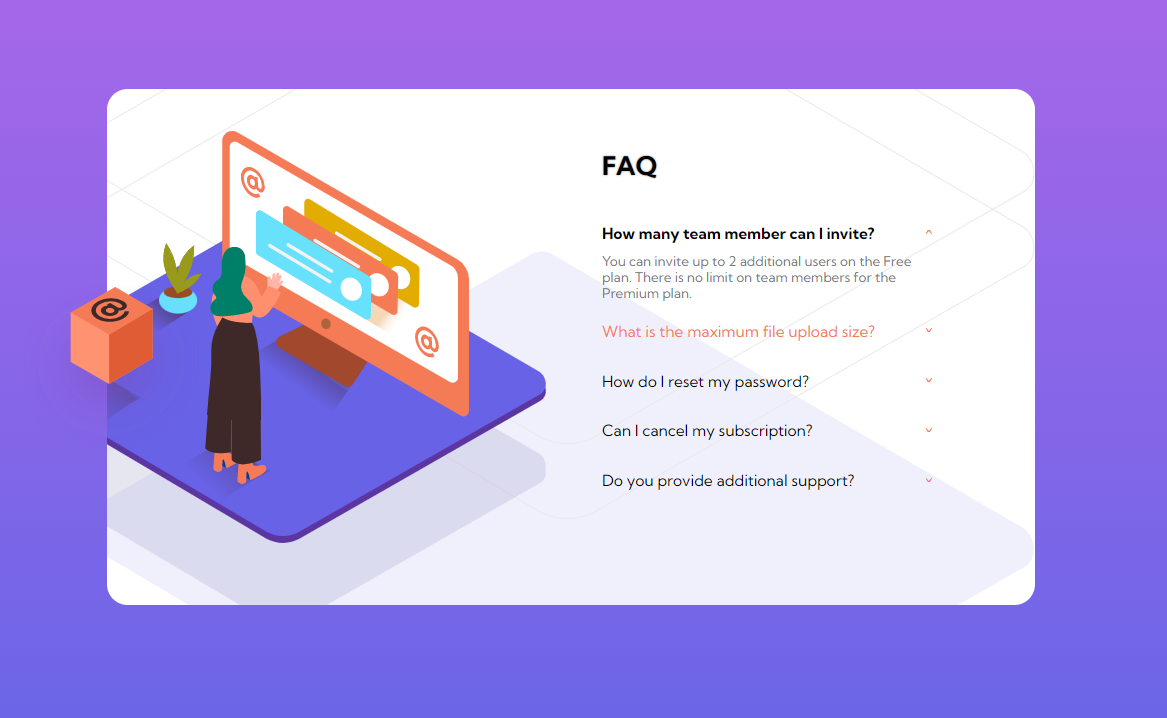 @
@
@
FAQ
How many team member can I invite?
You can invite up to 2 additional users on the Free
plan. There is no limit on team members for the
Premium plan.
What is the maximum file upload size?
How do I reset my password?
Can I cancel my subscription?
Do you provide additional support?